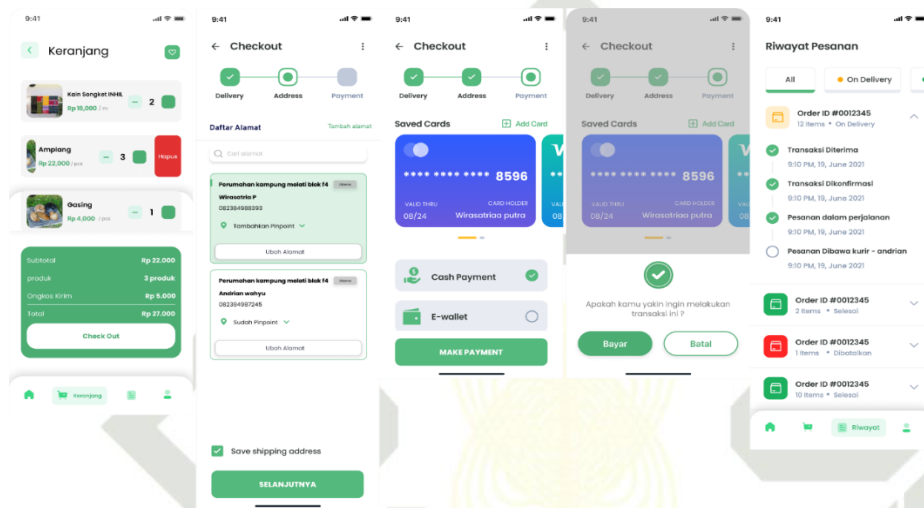 9:41
Keranjang
Kain Songket INHIL
Rp 10,000 / m
2
Amplang
Rp 22,000 / pcs
3
Hapus
Gasing
Rp 4,000 / pcs
1
Subtotal Rp 22.000
produk 3 produk
Ongkos Kirim Rp 5.000
Total Rp 27.000
Check Out
Keranjang
9:41
Checkout
Delivery Address Payment
Daftar Alamat Tambah alamat
Cari alamat
Perumahan kampung melati blok f4 Utama
Wirasatria P
082384988393
Tambahkan Pinpoint
Ubah Alamat
Perumahan kampung melati blok f4
Andrian wahyu
082384987245
Sudah Pinpoint
Ubah Alamat
Save shipping address
SELANJUTNYA
9:41
Checkout
Delivery Address Payment
Saved Cards Add Card
**** **** **** 8596
VALID THRU CARD HOLDER
08/24 Wirasatriaa putra
V
VAL
08
Cash Payment
E-wallet
MAKE PAYMENT
9:41
Checkout
Delivery Address Payment
Saved Cards Add Card
**** **** **** 8596
VALID THRU CARD HOLDER
08/24 Wirasatriaa putra
V
VAL
08
Apakah kamu yakin ingin melakukan
transaksi ini ?
Bayar Batal
9:41
Riwayat Pesanan
All On Delivery
Order ID #0012345
12 Items • On Delivery
Transaksi Diterima
9:10 PM, 19, June 2021
Transaksi Dikonfirmasi
9:10 PM, 19, June 2021
Pesanan dalam perjalanan
9:10 PM, 19, June 2021
Pesanan Dibawa kurir - andrian
9:10 PM, 19, June 2021
Order ID #0012345
2 Items • Selesai
Order ID #0012345
1 Items • Dibatalkan
Order ID #0012345
10 Items • Selesai
Riwayat